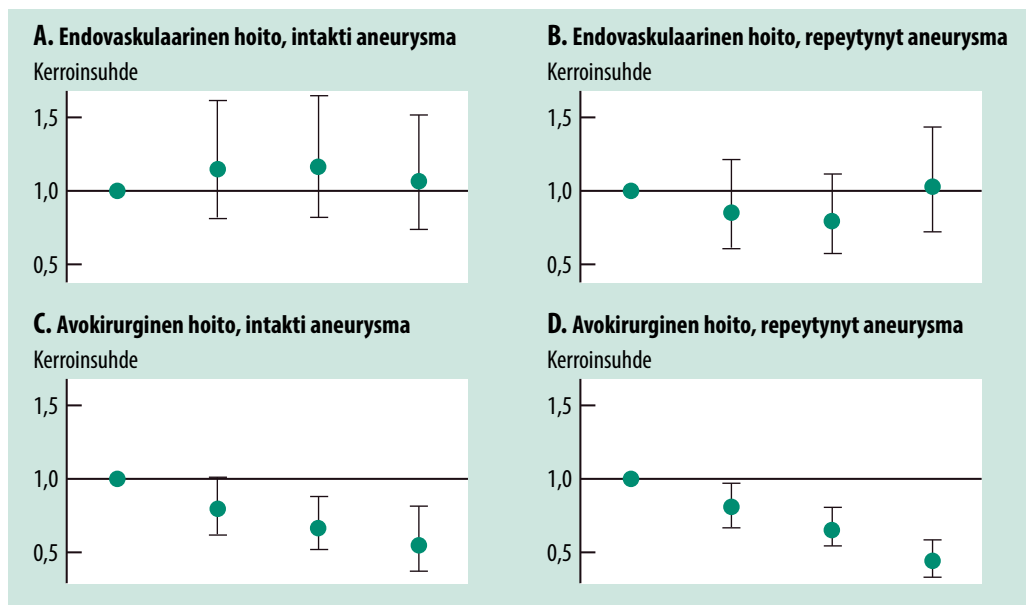 A. Endovaskulaarinen hoito, intakti aneurysma
Kerroinsuhde
1,5
1,0
0,5
B. Endovaskulaarinen hoito, repeytynyt aneurysma
Kerroinsuhde
1,5
1,0
0,5
C. Avokirurginen hoito, intakti aneurysma
Kerroinsuhde
1,5
1,0
0,5
D. Avokirurginen hoito, repeytynyt aneurysma
Kerroinsuhde
1,5
1,0
0,5